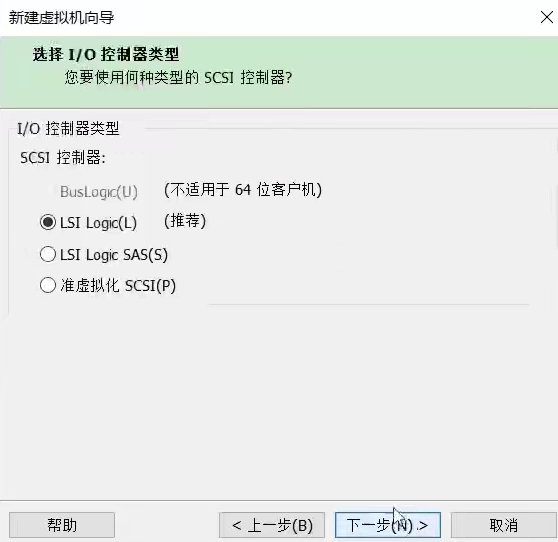 新建虚拟机向导
选择 I/O 控制器类型
您要使用何种类型的 SCSI 控制器?
I/O 控制器类型
SCSI 控制器:
BusLogic(U) (不适用于 64 位客户机)
LSI Logic(L) (推荐)
LSI Logic SAS(S)
准虚拟化 SCSI(P)
帮助 < 上一步(B) 下一步(N) > 取消